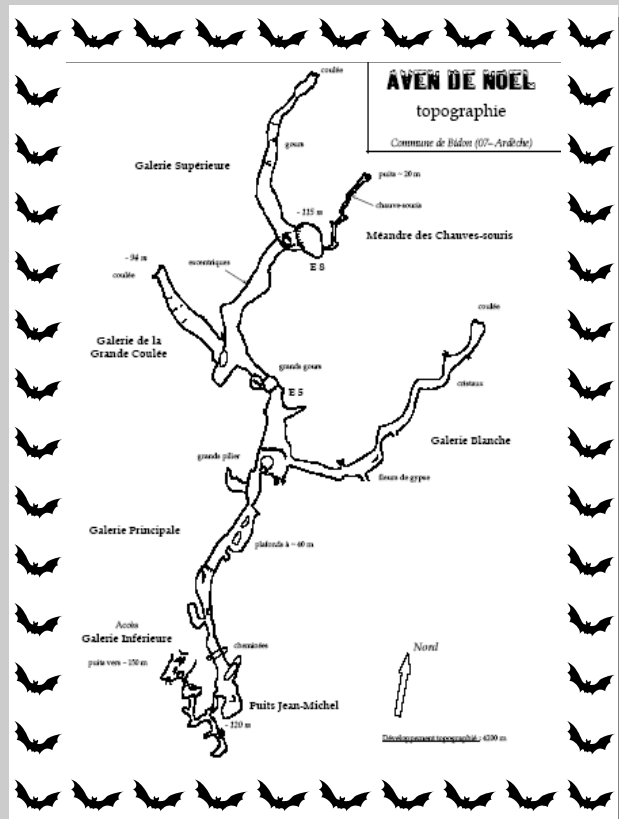 AVEN DE NOEL
topographie
Commune de Bidon (07– Ardèche)
coulée
gours
Galerie Supérieure
puits ~ 20 m
chauve-souris
- 115 m
Méandre des Chauves-souris
E 8
- 94 m
coulée
excentriques
coulée
Galerie de la
Grande Coulée
grands gours
cristaux
E 5
Galerie Blanche
grands pilier
fleurs de gypse
Galerie Principale
plafonds à ~ 60 m
Accès
Galerie Inférieure
cheminées
puits vers - 150 m
Nord
Puits Jean-Michel
- 120 m
Développement topographié :